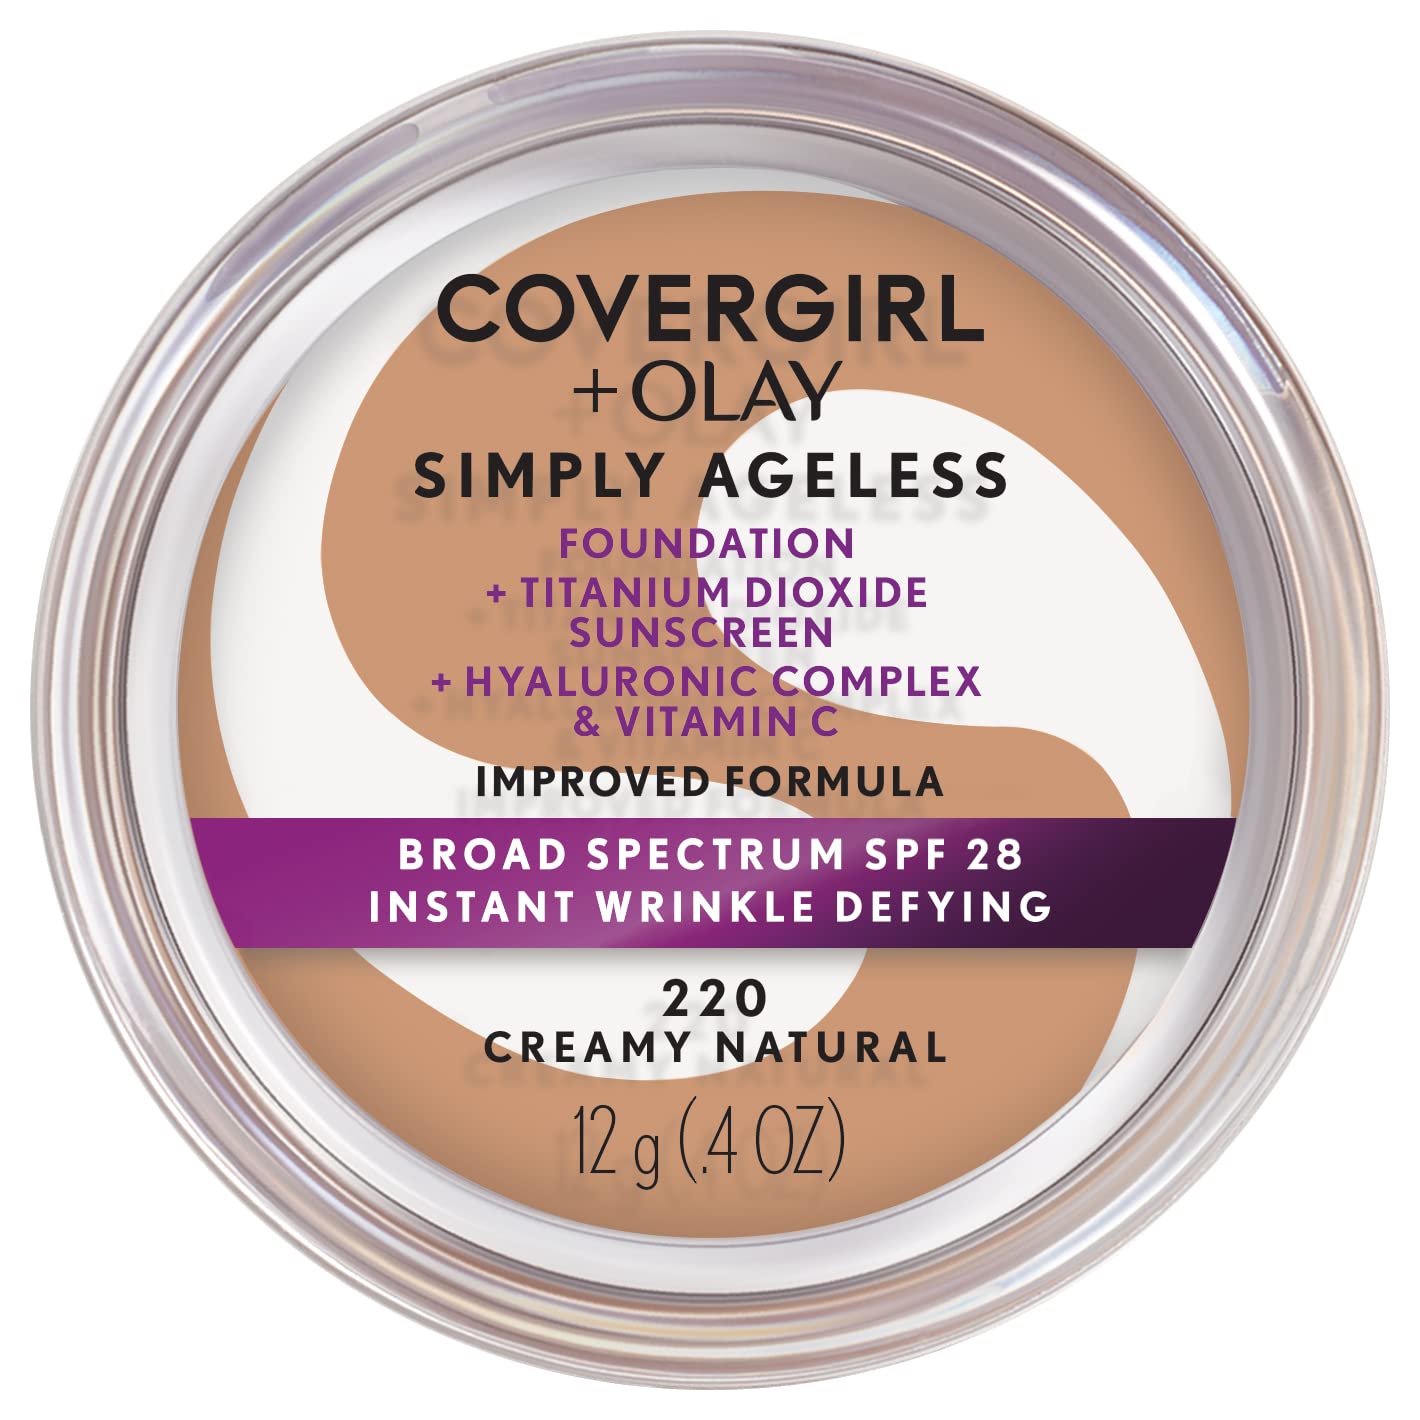 COVERGIRL
+OLAY
SIMPLY AGELESS
FOUNDATION
+ TITANIUM DIOXIDE
SUNSCREEN
+ HYALURONIC COMPLEX
& VITAMIN C
IMPROVED FORMULA
BROAD SPECTRUM SPF 28
INSTANT WRINKLE DEFYING
220
CREAMY NATURAL
12 g (.4 OZ)